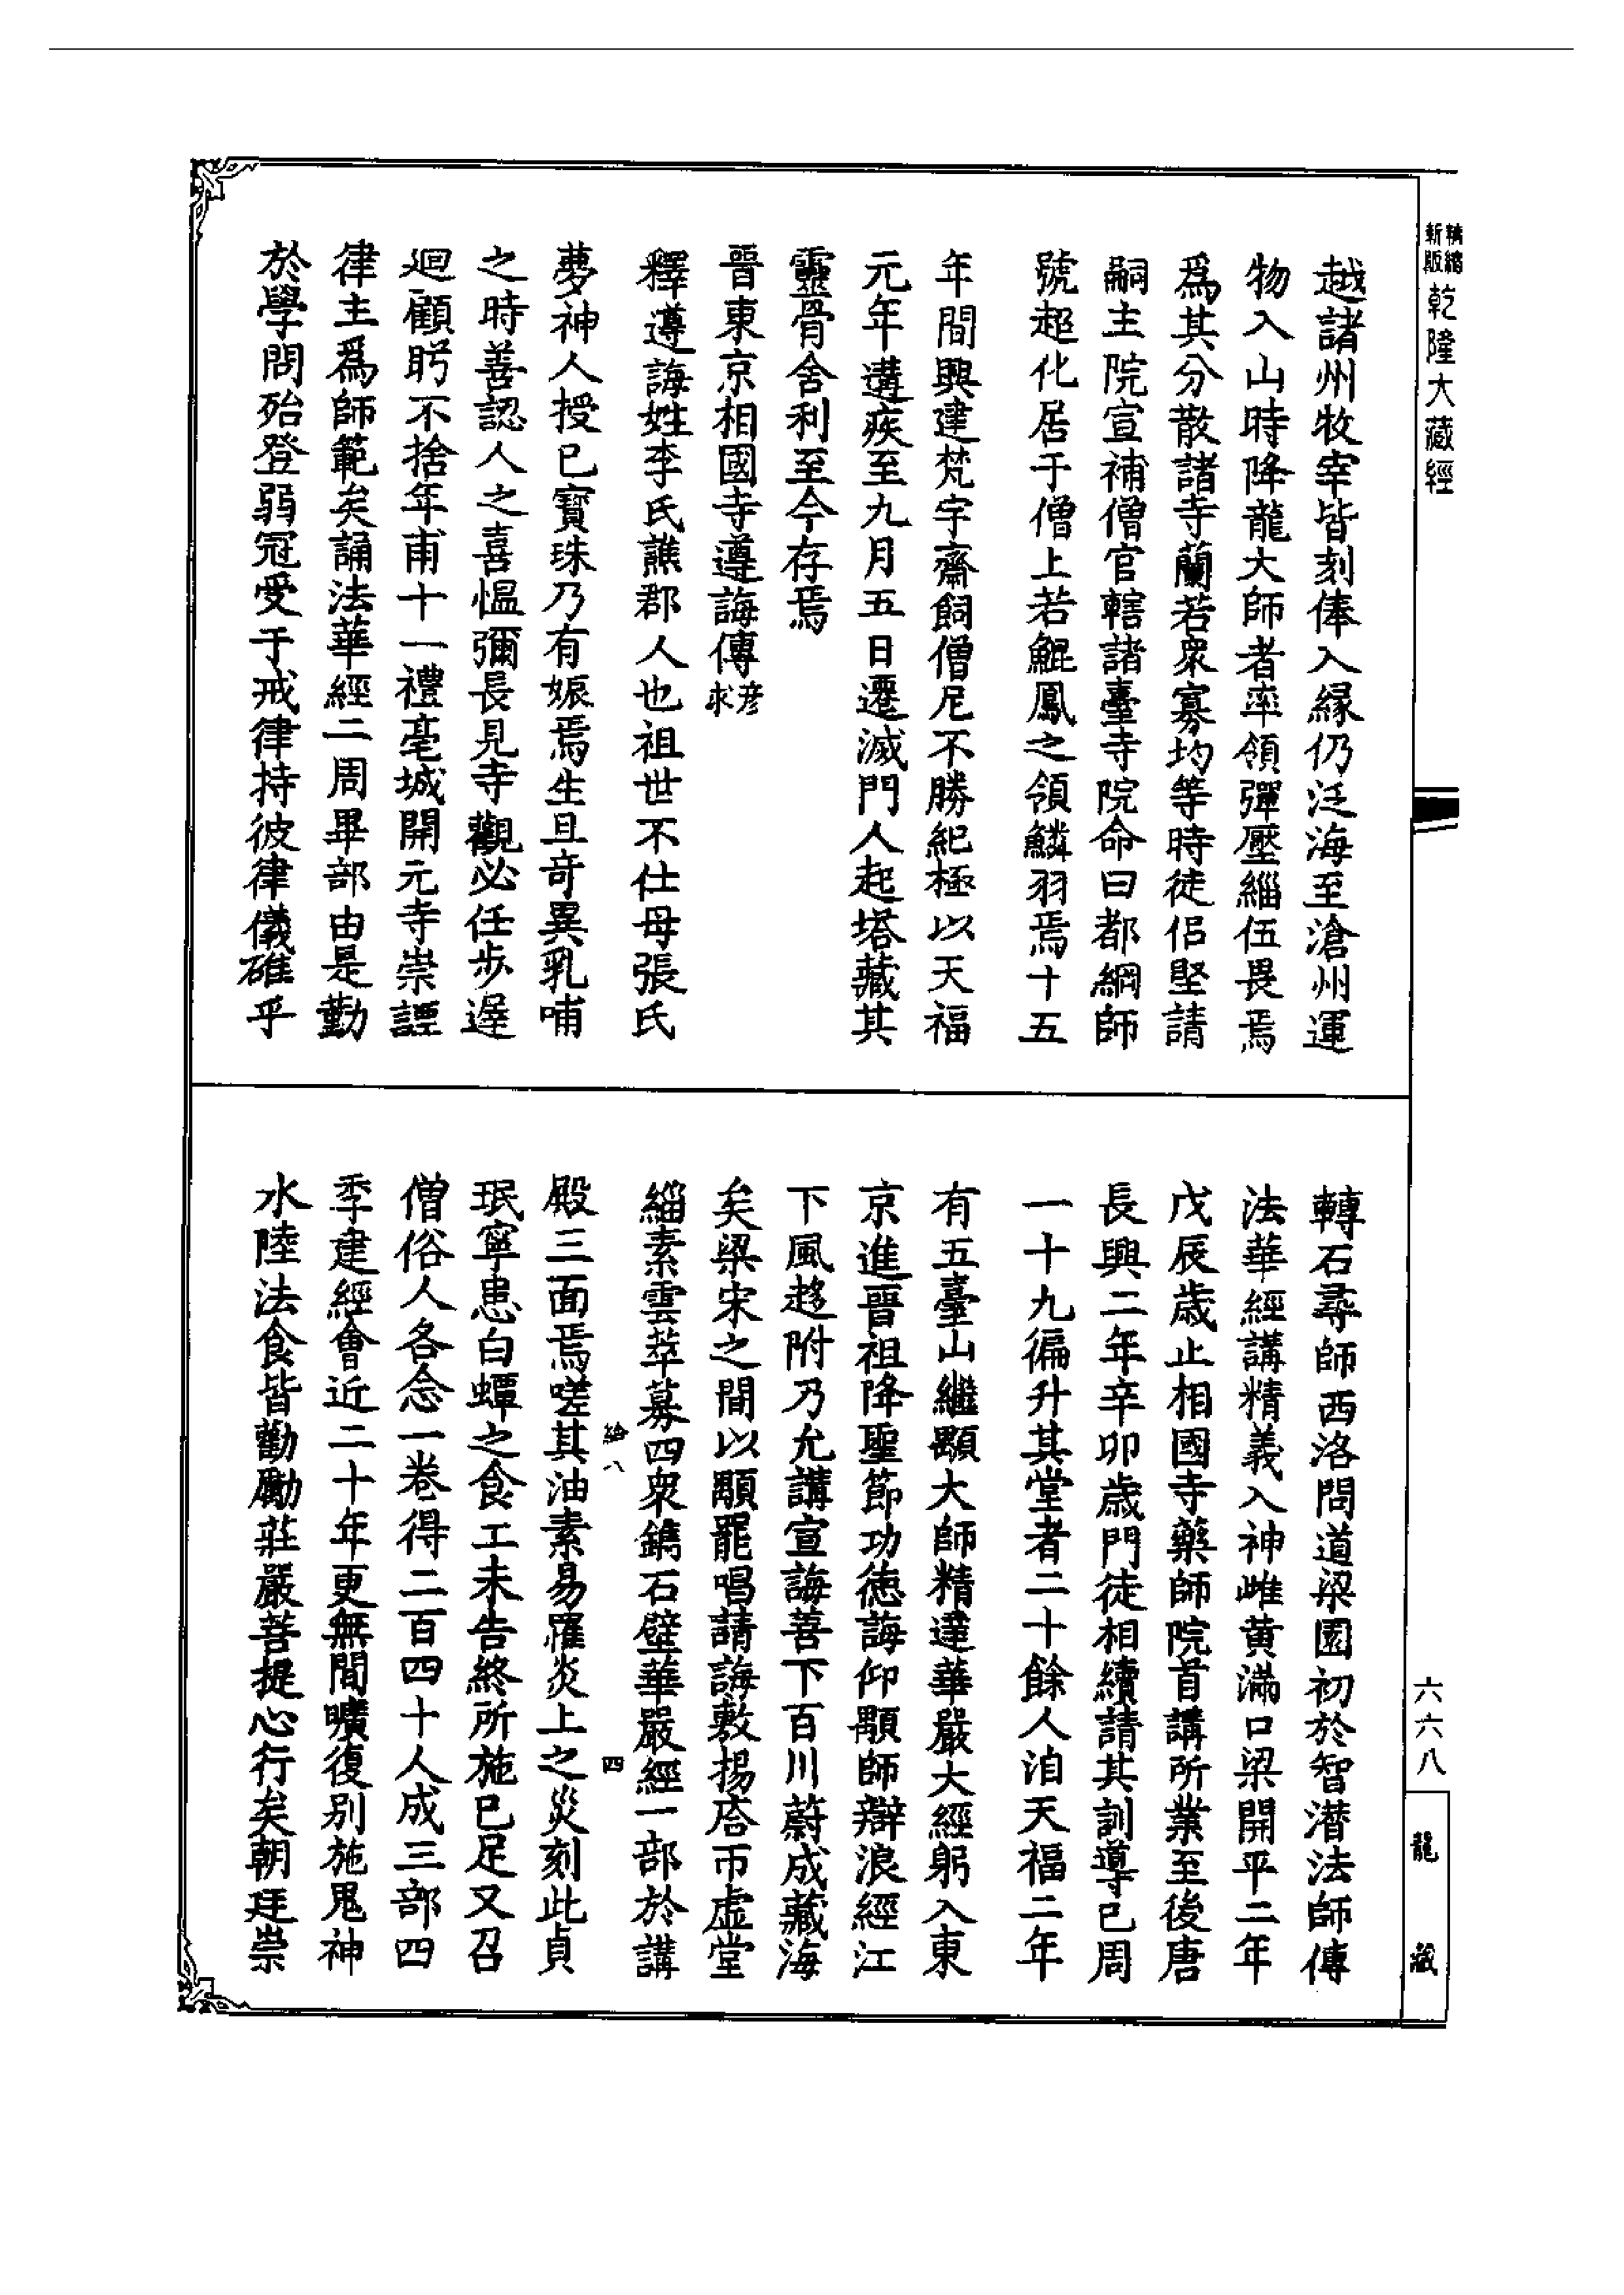 精縮新版乾隆大藏經
越諸州牧宰皆刻俸入緣仍泛海至滄州運
物入山時降龍大師者率領彈壓緇伍畏焉
爲其分散諸寺蘭若衆寡均等時徒侶堅請
嗣主院宣補僧官轄諸臺寺院命曰都綱師
號超化居于僧上若鯤鳳之領鱗羽焉十五
年間興建梵宇齋飼僧尼不勝紀極以天福
元年遘疾至九月五日遷滅門人起塔藏其
靈骨舍利至今存焉
晉東京相國寺遵誨傳彦求
釋遵誨姓李氏譙郡人也祖世不仕母張氏
夢神人授已寳珠乃有娠焉生且竒異乳哺
之時善認人之喜愠彌長見寺觀必任步遲
迴顧眄不捨年甫十一禮亳城開元寺崇諲
律主爲師範矣誦法華經二周畢部由是勤
於學問殆登弱冠受于戒律持彼律儀確乎
轉石尋師西洛問道梁園初於智潜法師傳
法華經講精義入神雌黄滿口梁開平二年
戊辰歲止相國寺藥師院首講所業至後唐
長興二年辛卯歲門徒相續請其訓導已周
一十九徧升其堂者二十餘人洎天福二年
有五臺山繼顒大師精達華嚴大經躬入東
京進晉祖降聖節功德誨仰顒師辯浪經江
下風趍附乃允講宣誨善下百川蔚成藏海
矣梁宋之間以顒罷唱請誨敷揚荅帀虛堂
緇素雲萃募四衆鐫石壁華嚴經一部於講
給八 四
殿三面焉嗟其油素易罹炎上之災刻此貞
珉寧患白蟫之食工未告終所施已足又召
僧俗人各念一卷得二百四十人成三部四
季建經會近二十年更無間曠復别施鬼神
水陸法食皆勸勵莊嚴菩提心行矣朝廷崇
六六八
龍藏